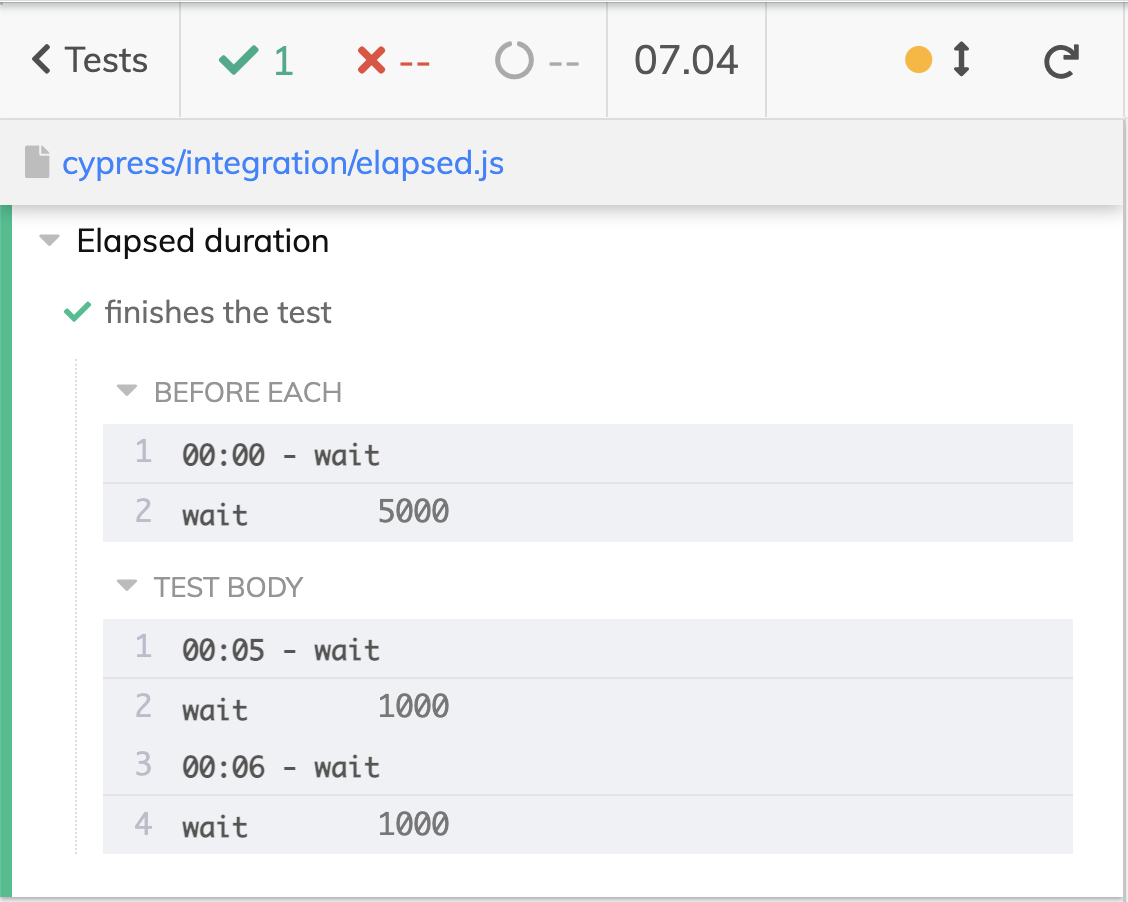 Tests 1 -- -- 07.04
cypress/integration/elapsed.js
Elapsed duration
finishes the test
BEFORE EACH
1 00:00 - wait
2 wait 5000
TEST BODY
1 00:05 - wait
2 wait 1000
3 00:06 - wait
4 wait 1000